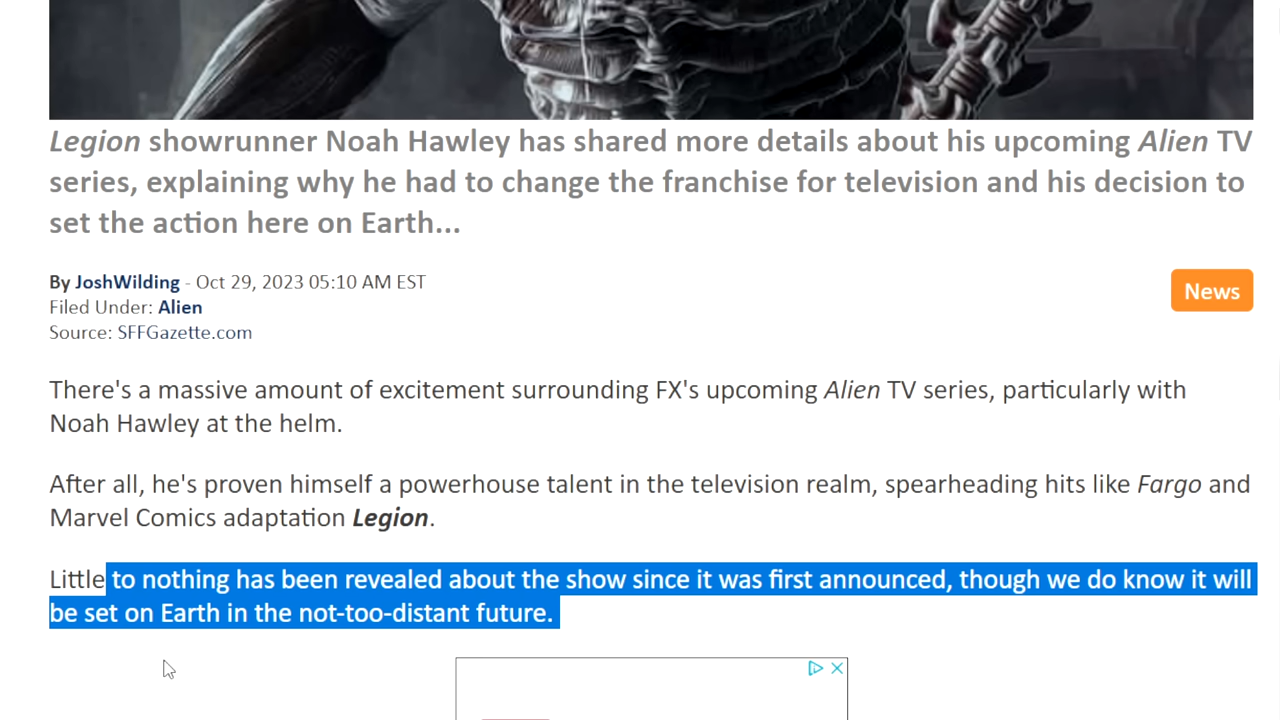 Legion showrunner Noah Hawley has shared more details about his upcoming Alien TV
series, explaining why he had to change the franchise for television and his decision to
set the action here on Earth...
By JoshWilding - Oct 29, 2023 05:10 AM EST
Filed Under: Alien
Source: SFFGazette.com
News
There's a massive amount of excitement surrounding FX's upcoming Alien TV series, particularly with
Noah Hawley at the helm.
After all, he's proven himself a powerhouse talent in the television realm, spearheading hits like Fargo and
Marvel Comics adaptation Legion.
Little to nothing has been revealed about the show since it was first announced, though we do know it will
be set on Earth in the not-too-distant future.